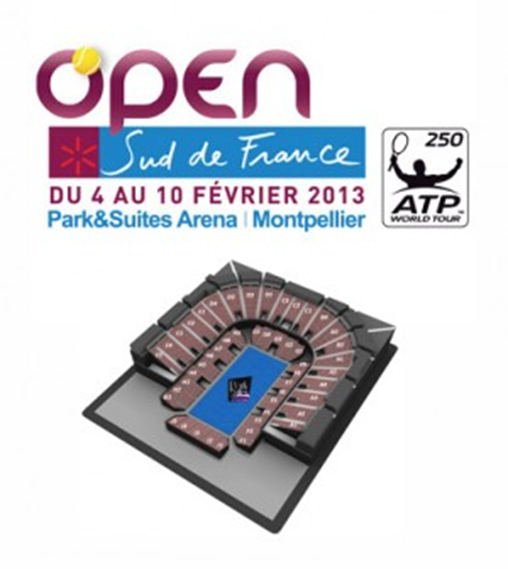 OPEN
Sud de France
DU 4 AU 10 FÉVRIER 2013
Park&Suites Arena | Montpellier
250
ATP
WORLD TOUR